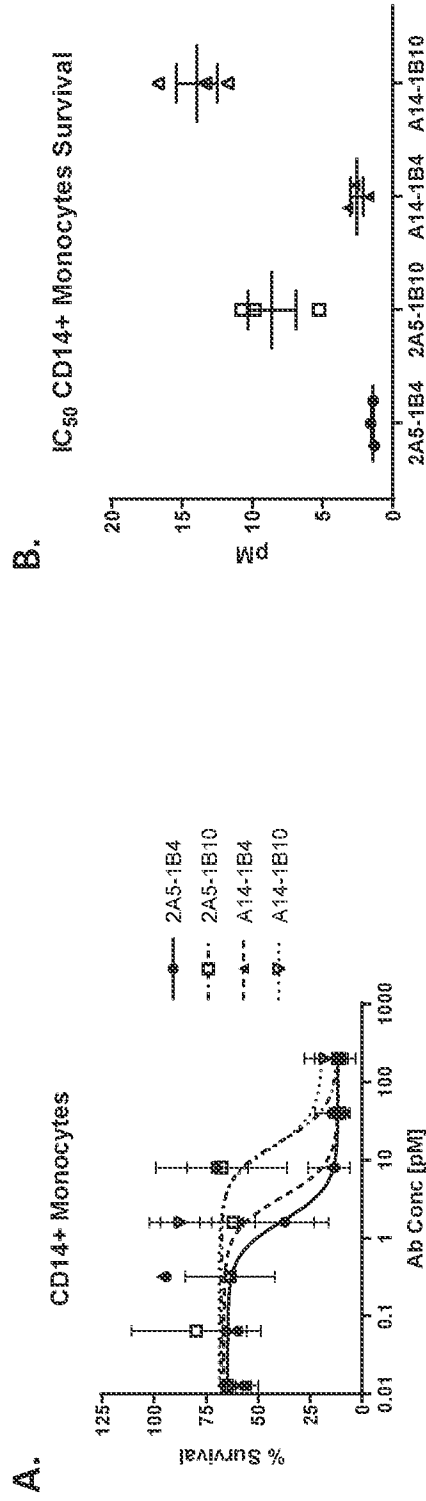 A.
CD14+ Monocytes
% Survival
125
100
75
50
25
0
0.01
0.1
1
10
100
1000
Ab Conc [pM]
2A5-1B4
2A5-1B10
A14-1B4
A14-1B10
B.
IC50 CD14+ Monocytes Survival
pM
20
15
10
5
0
2A5-1B4
2A5-1B10
A14-1B4
A14-1B10